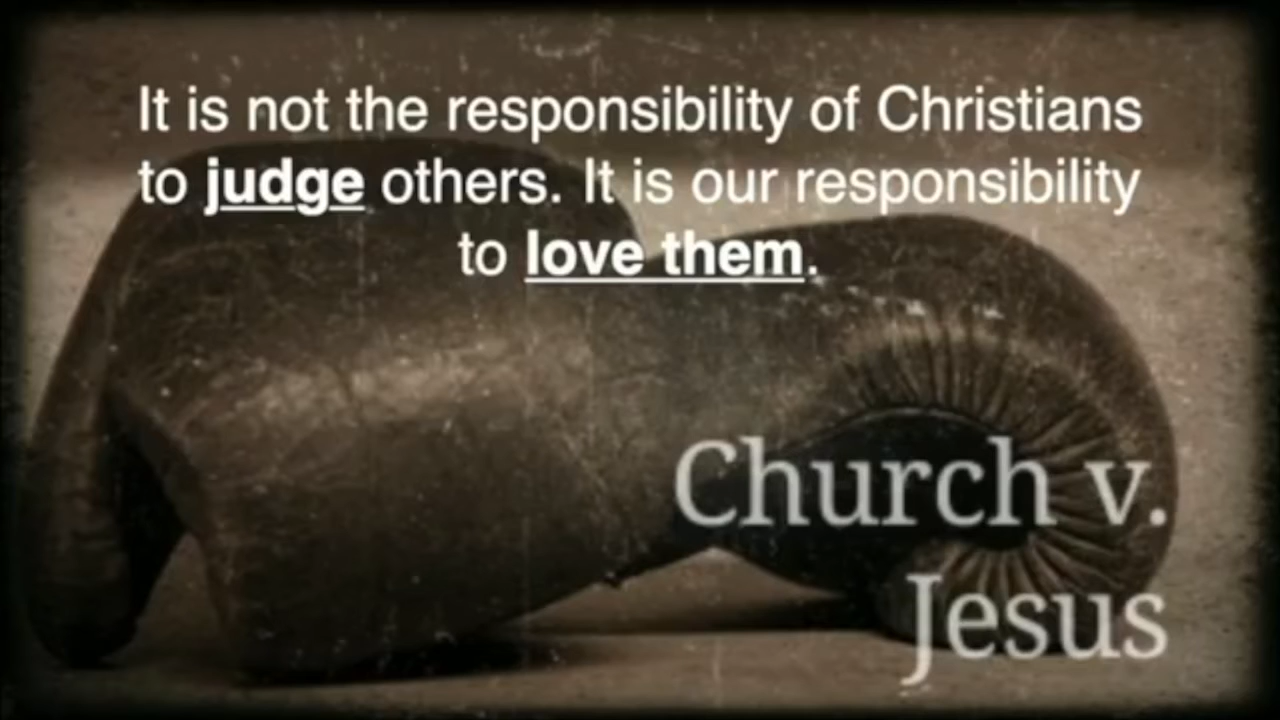 It is not the responsibility of Christians
to judge others. It is our responsibility
to love them.
Church v.
Jesus